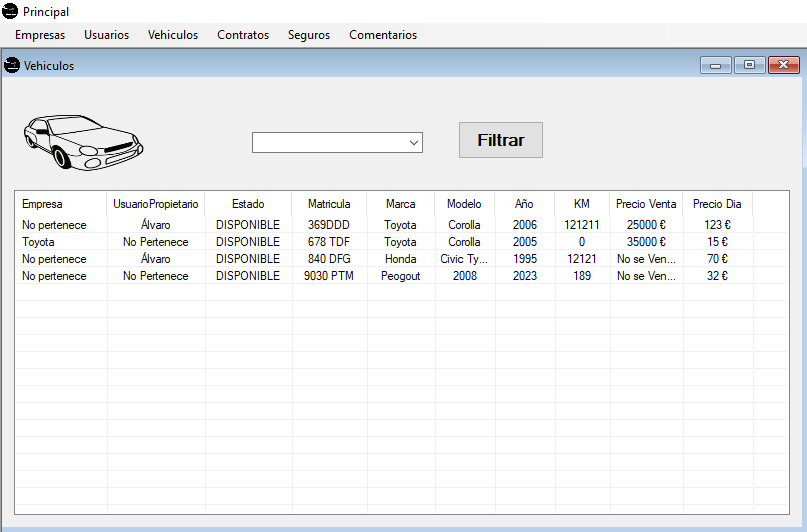 Principal
Empresas Usuarios Vehiculos Contratos Seguros Comentarios
Vehiculos
Filtrar
Empresa UsuarioPropietario Estado Matricula Marca Modelo Año KM Precio Venta Precio Dia
No pertenece Álvaro DISPONIBLE 369DDD Toyota Corolla 2006 121211 25000 € 123 €
Toyota No Pertenece DISPONIBLE 678 TDF Toyota Corolla 2005 0 35000 € 15 €
No pertenece Álvaro DISPONIBLE 840 DFG Honda Civic Ty... 1995 12121 No se Ven... 70 €
No pertenece No Pertenece DISPONIBLE 9030 PTM Peogout 2008 2023 189 No se Ven... 32 €